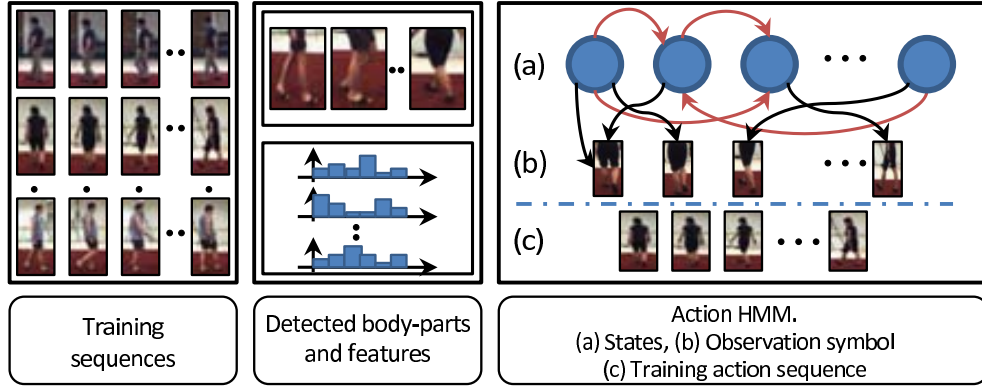 (a)
(b)
(c)
Training
sequences
Detected body-parts
and features
Action HMM.
(a) States, (b) Observation symbol
(c) Training action sequence